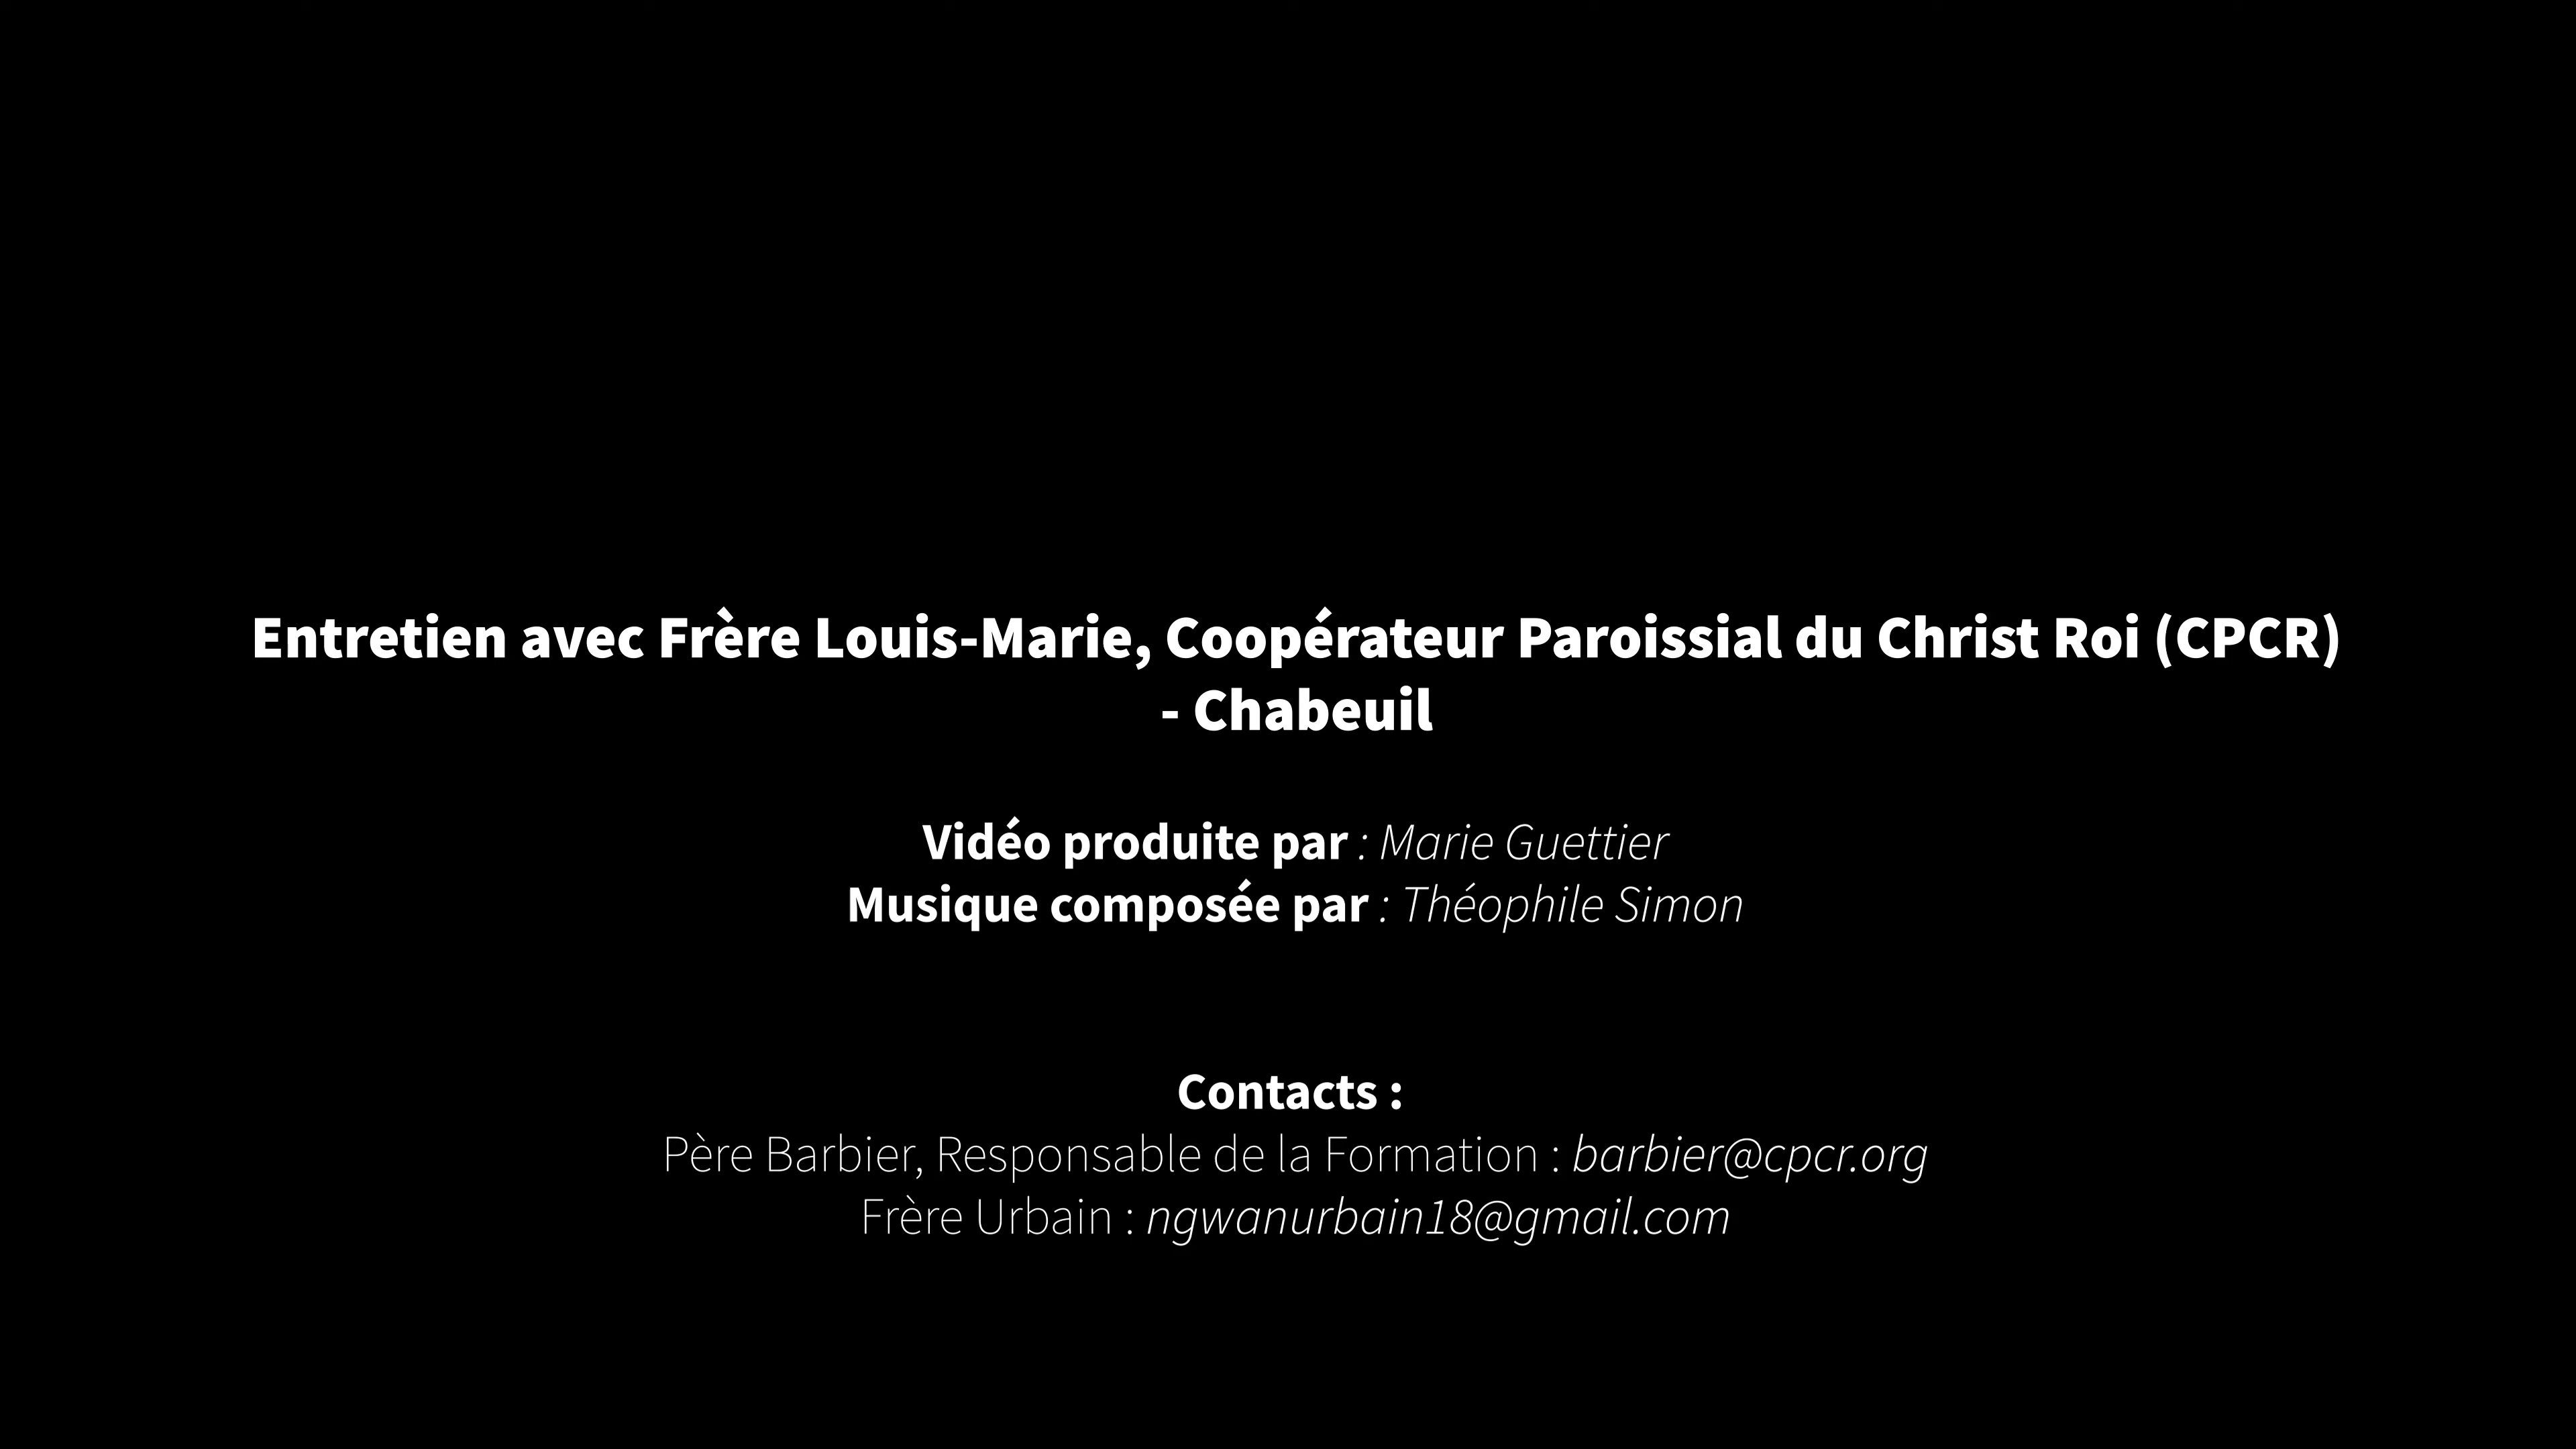 Entretien avec Frère Louis-Marie, Coopérateur Paroissial du Christ Roi (CPCR)
- Chabeuil
Vidéo produite par : Marie Guettier
Musique composée par : Théophile Simon
Contacts :
Père Barbier, Responsable de la Formation : barbier@cpcr.org
Frère Urbain : ngwanurbain18@gmail.com